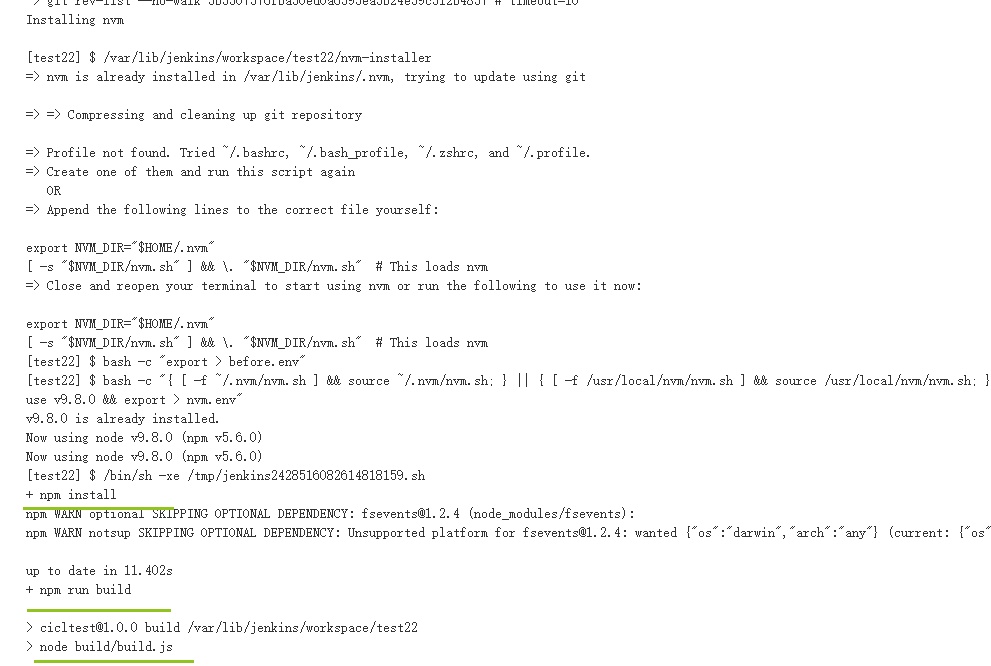 Installing nvm
[test22] $ /var/lib/jenkins/workspace/test22/nvm-installer
=> nvm is already installed in /var/lib/jenkins/.nvm, trying to update using git
=> => Compressing and cleaning up git repository
=> Profile not found. Tried ~/.bashrc, ~/.bash_profile, ~/.zshrc, and ~/.profile.
=> Create one of them and run this script again
OR
=> Append the following lines to the correct file yourself:
export NVM_DIR="$HOME/.nvm"
[ -s "$NVM_DIR/nvm.sh" ] && \. "$NVM_DIR/nvm.sh"  # This loads nvm
=> Close and reopen your terminal to start using nvm or run the following to use it now:
export NVM_DIR="$HOME/.nvm"
[ -s "$NVM_DIR/nvm.sh" ] && \. "$NVM_DIR/nvm.sh"  # This loads nvm
[test22] $ bash -c "export > before.env"
[test22] $ bash -c "{ [ -f ~/.nvm/nvm.sh ] && source ~/.nvm/nvm.sh; } || { [ -f /usr/local/nvm/nvm.sh ] && source /usr/local/nvm/nvm.sh; }
use v9.8.0 && export > nvm.env"
v9.8.0 is already installed.
Now using node v9.8.0 (npm v5.6.0)
Now using node v9.8.0 (npm v5.6.0)
[test22] $ /bin/sh -xe /tmp/jenkins2428516082614818159.sh
+ npm install
npm WARN optional SKIPPING OPTIONAL DEPENDENCY: fsevents@1.2.4 (node_modules/fsevents):
npm WARN notsup SKIPPING OPTIONAL DEPENDENCY: Unsupported platform for fsevents@1.2.4: wanted {"os":"darwin","arch":"any"} (current: {"os"
up to date in 11.402s
+ npm run build
> cicltest@1.0.0 build /var/lib/jenkins/workspace/test22
> node build/build.js